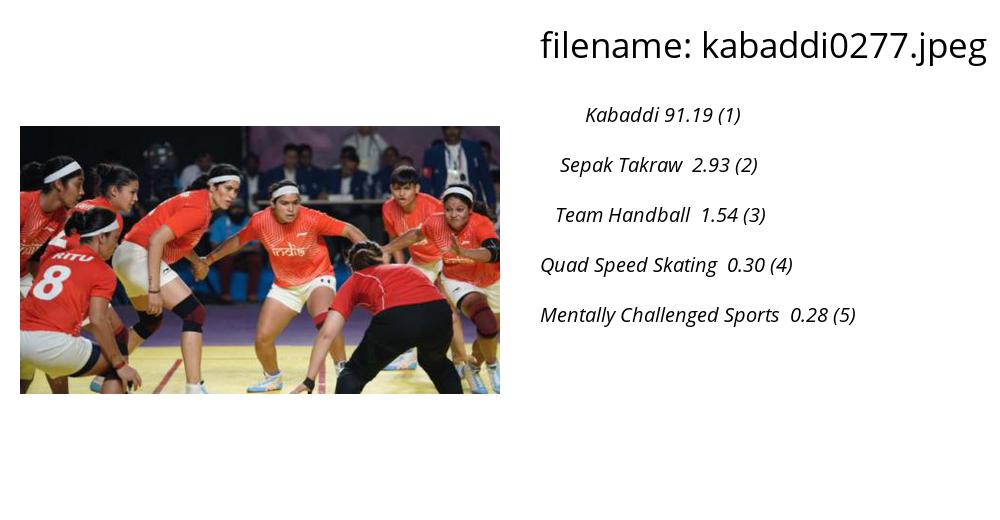 filename: kabaddi0277.jpeg
Kabaddi 91.19 (1)
Sepak Takraw 2.93 (2)
Team Handball 1.54 (3)
Quad Speed Skating 0.30 (4)
Mentally Challenged Sports 0.28 (5)
india
RITU
8